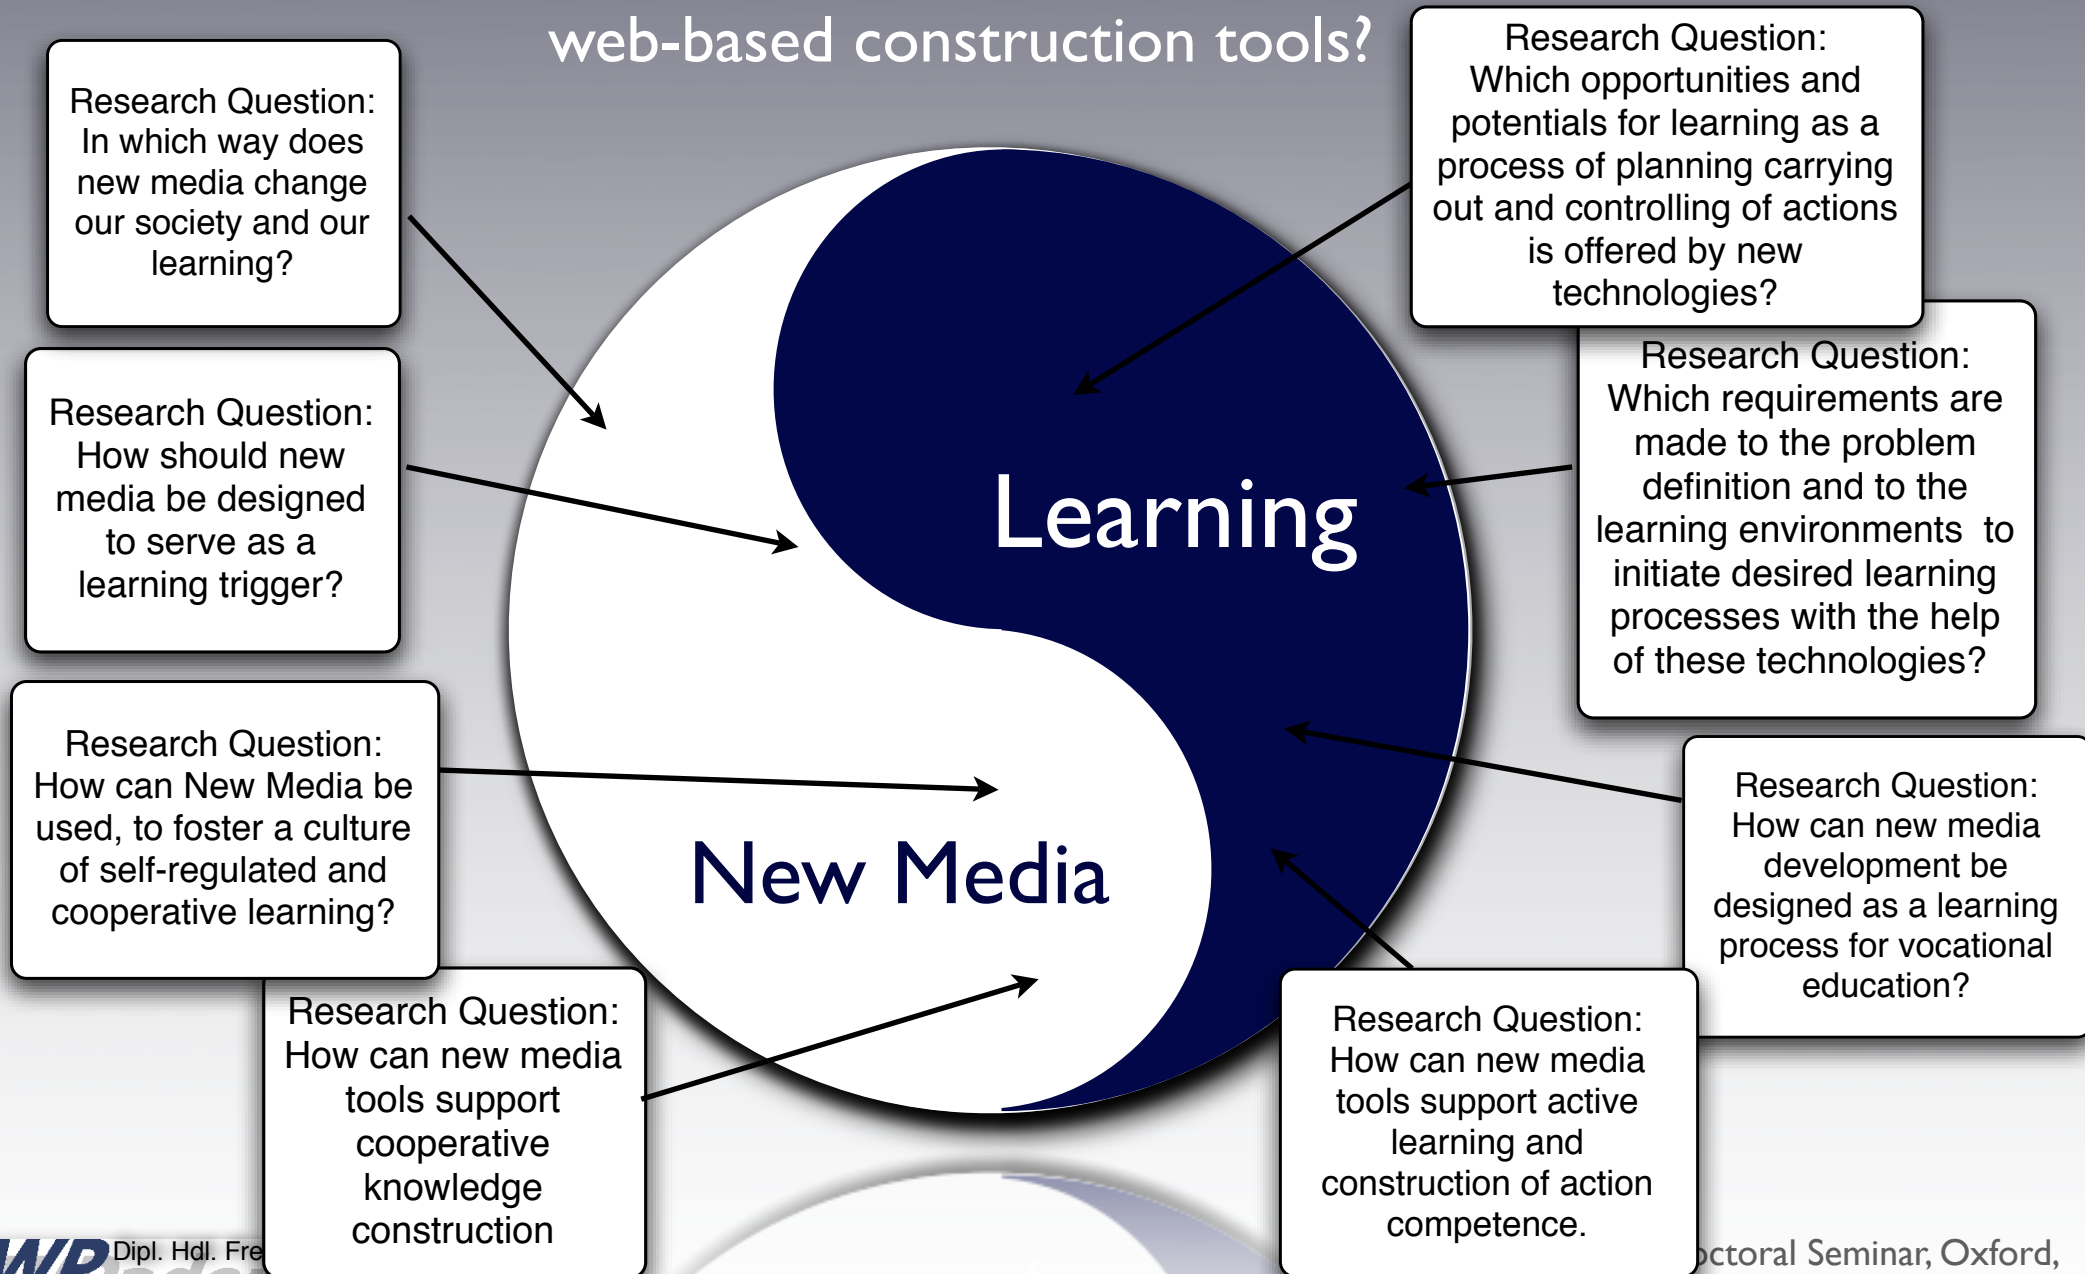 web-based construction tools?
Research Question:
In which way does
new media change
our society and our
learning?
Research Question:
How should new
media be designed
to serve as a
learning trigger?
Research Question:
How can New Media be
used, to foster a culture
of self-regulated and
cooperative learning?
Research Question:
How can new media
tools support
cooperative
knowledge
construction
Learning
New Media
Research Question:
Which opportunities and
potentials for learning as a
process of planning carrying
out and controlling of actions
is offered by new
technologies?
Research Question:
Which requirements are
made to the problem
definition and to the
learning environments to
initiate desired learning
processes with the help
of these technologies?
Research Question:
How can new media
development be
designed as a learning
process for vocational
education?
Research Question:
How can new media
tools support active
learning and
construction of action
competence.
Dipl. Hdl. Fre
ctoral Seminar, Oxford,